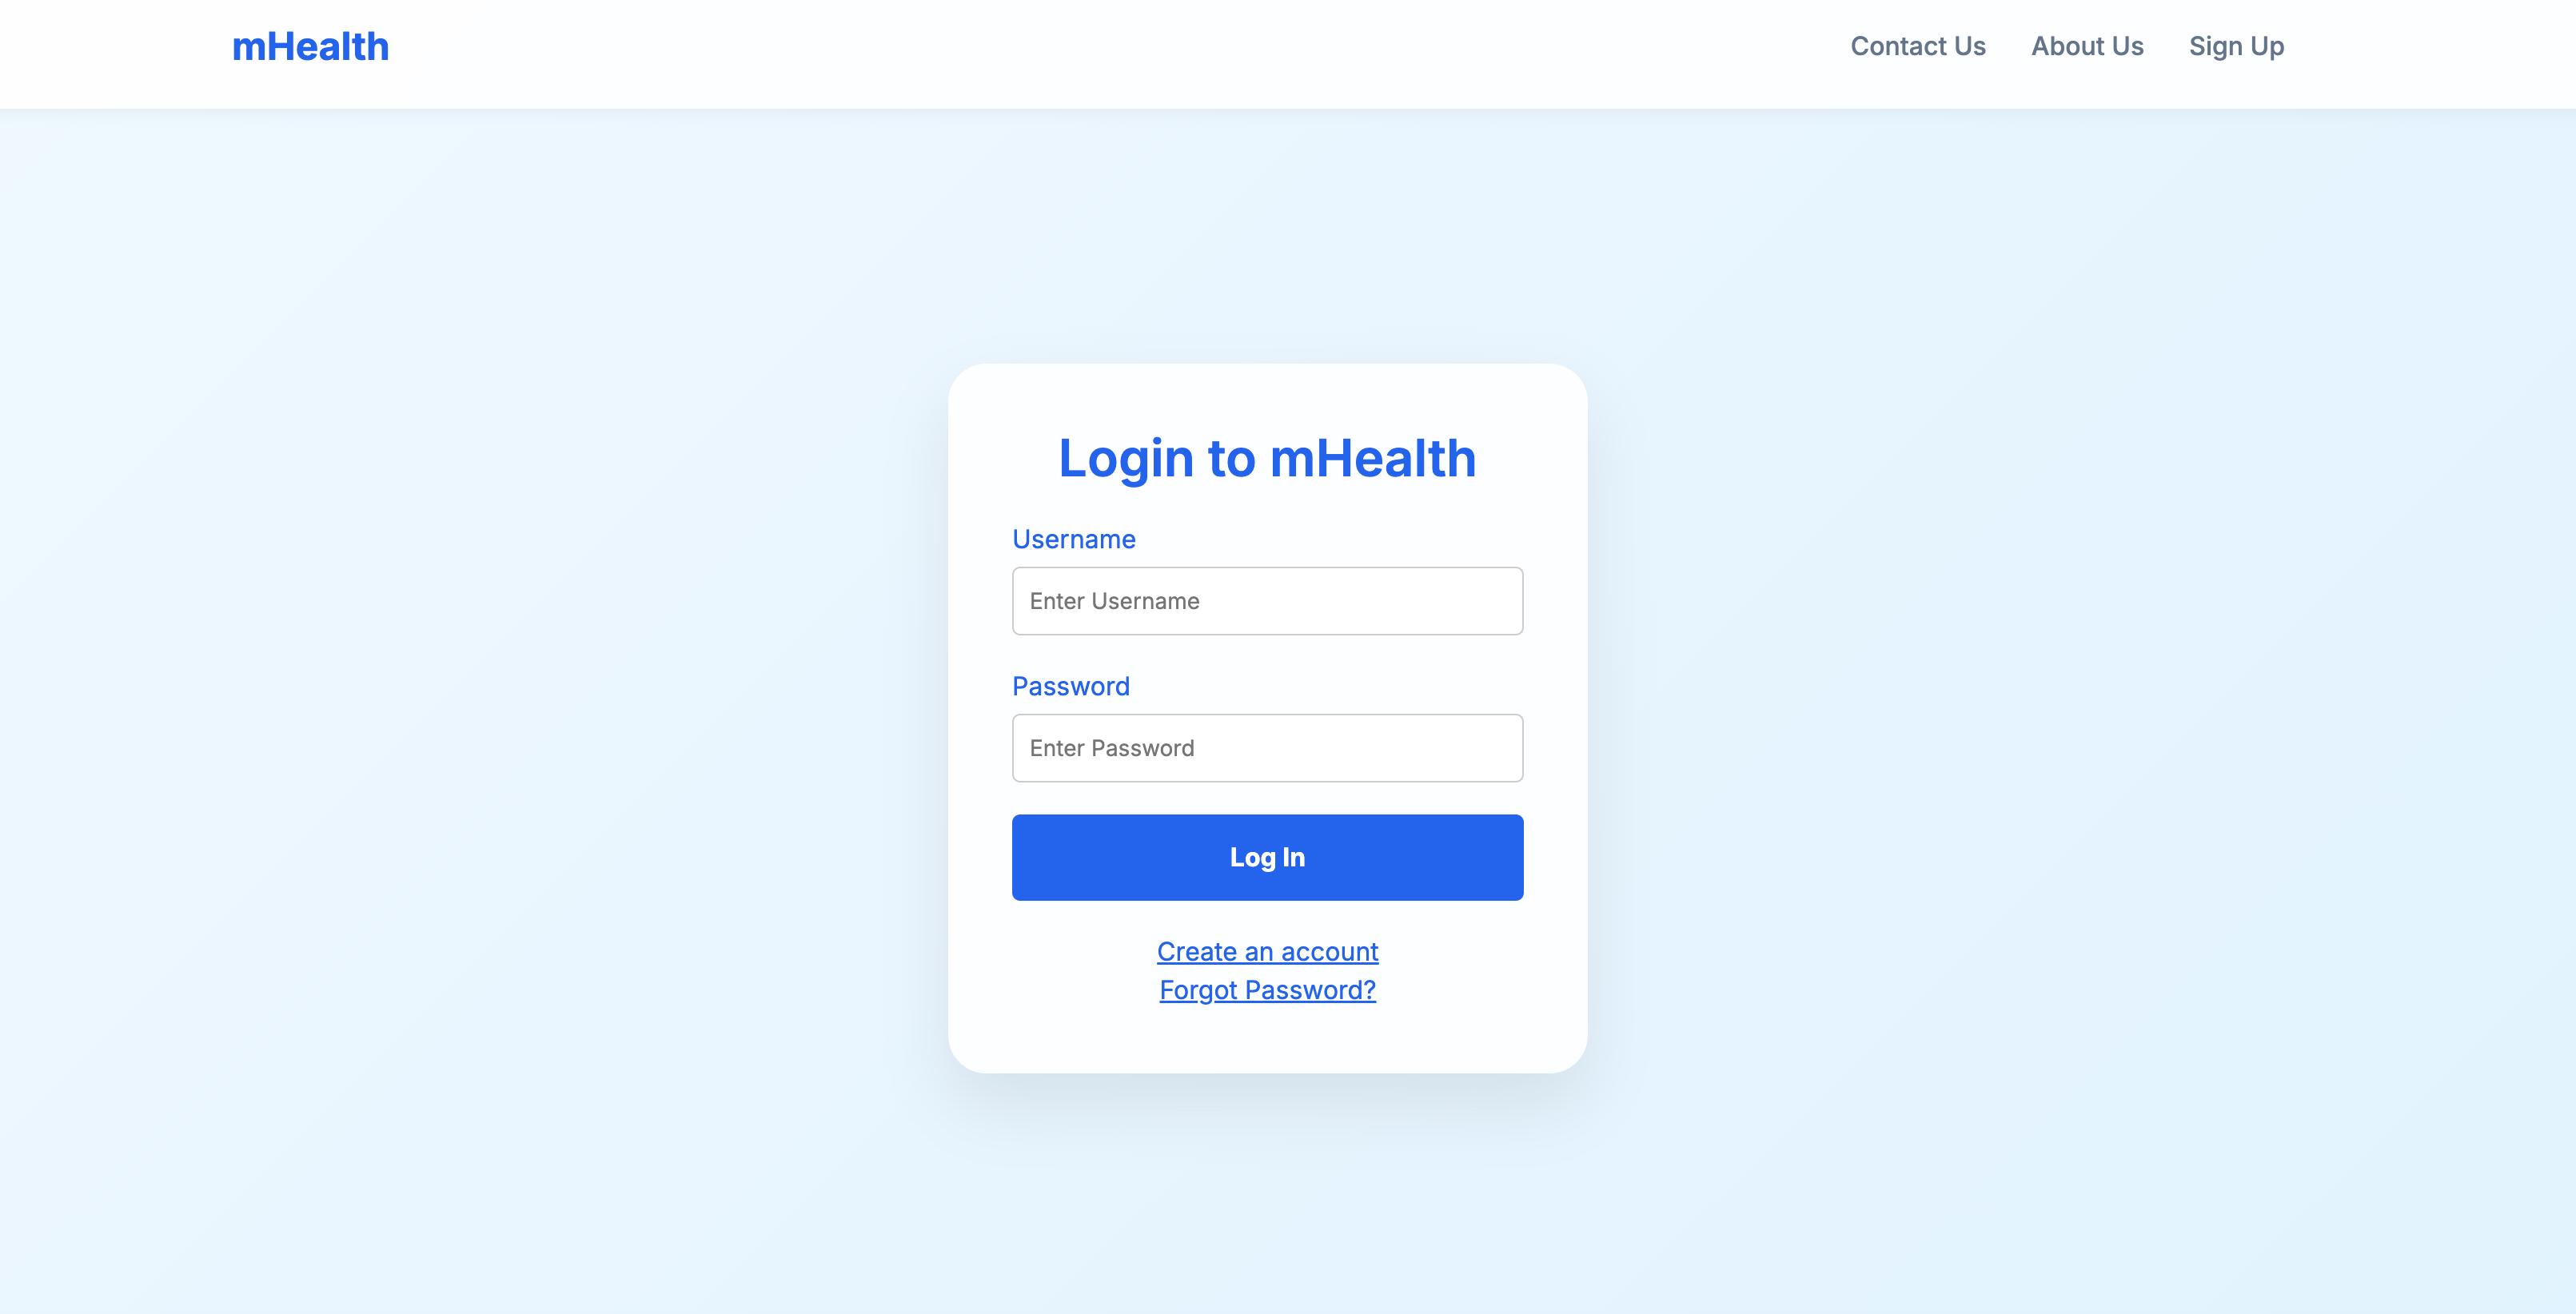 mHealth
Contact Us About Us Sign Up
Login to mHealth
Username
Enter Username
Password
Enter Password
Log In
Create an account
Forgot Password?